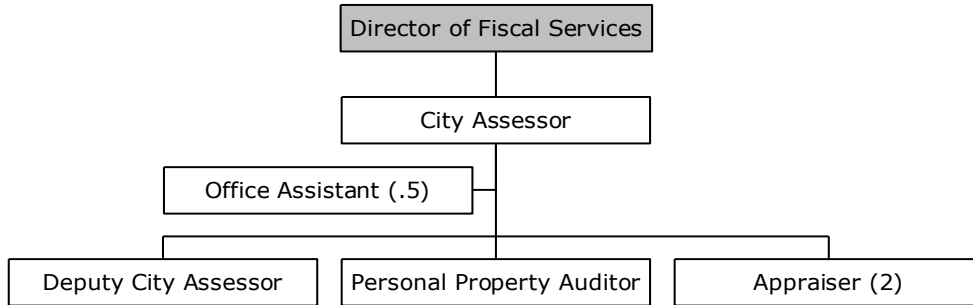 Director of Fiscal Services
City Assessor
Office Assistant (.5)
Deputy City Assessor
Personal Property Auditor
Appraiser (2)